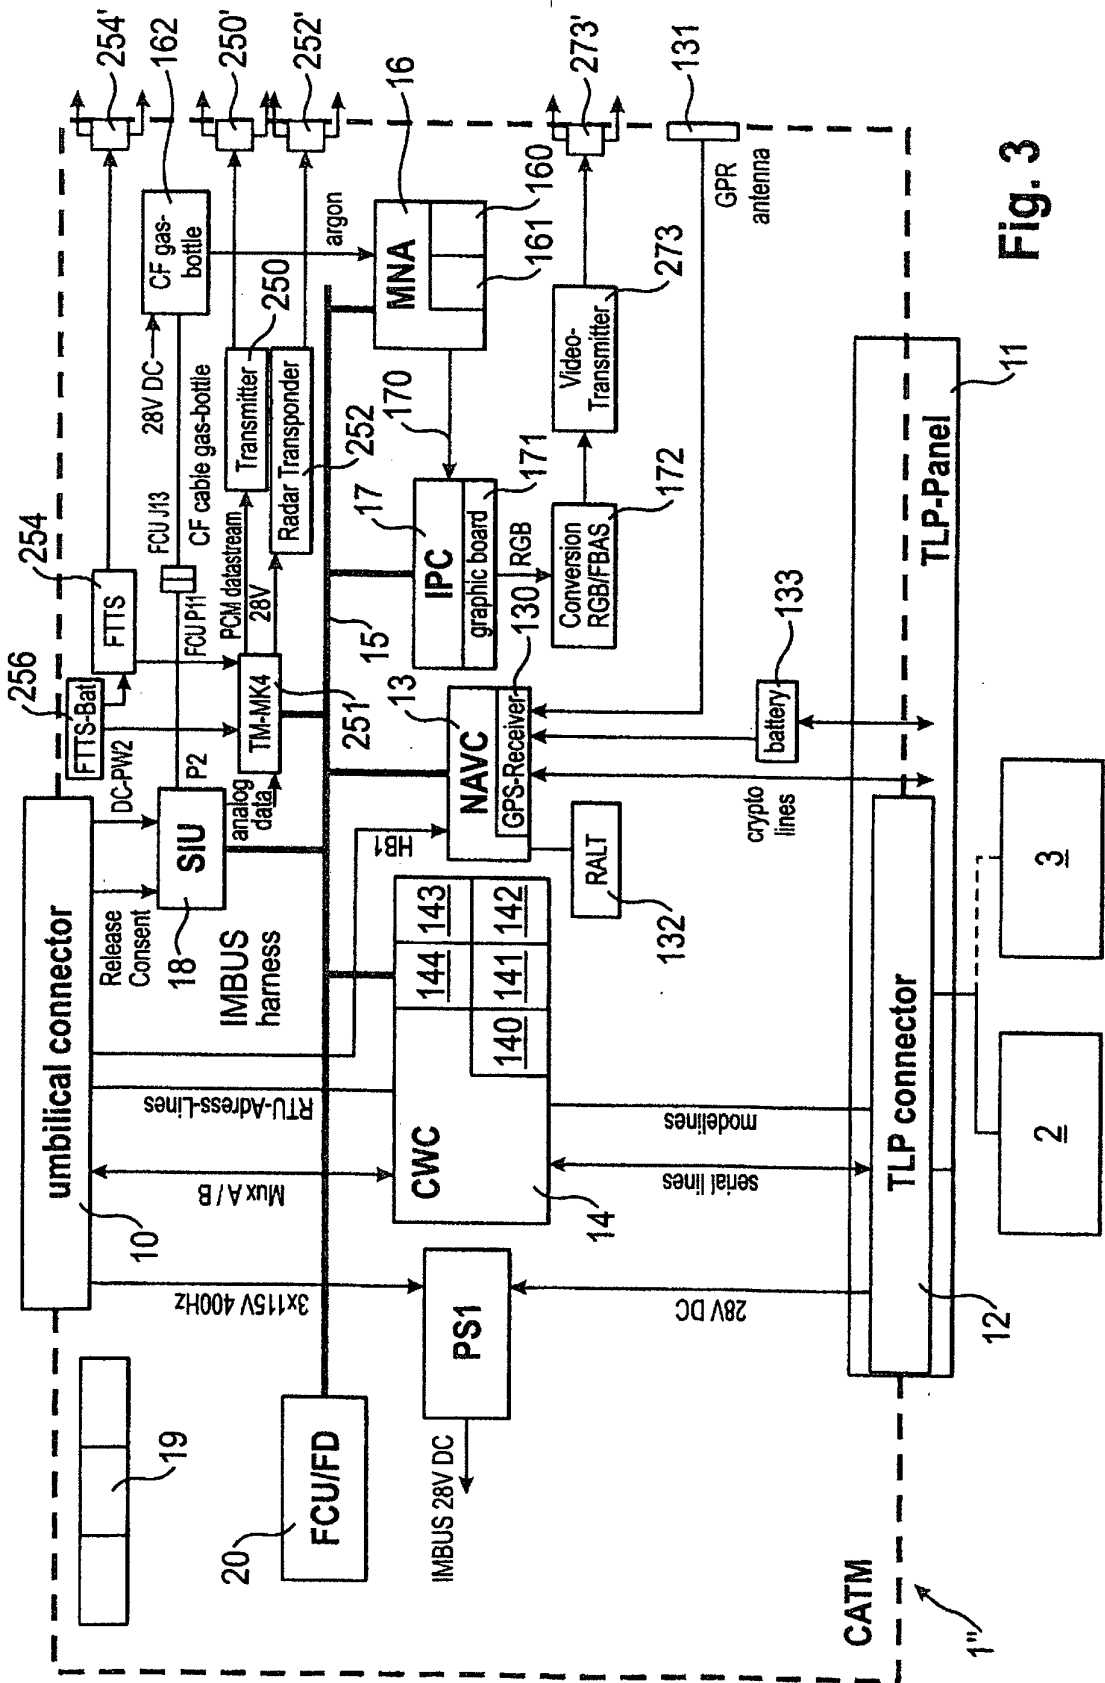 umbilical connector
10
19
254'
162
250'
252'
16
273'
131
254
256
FTTS-Bat
FTTS
CF gas-
bottle
28V DC
FCU J13
CF cable gas-bottle
FCU P11
DC-PW2
P2
Release
Consent
SIU
18
analog
data
TM-MK4
251
PCM datastream
28V
Transmitter
250
Radar Transponder
252
argon
MNA
161
160
IMBUS
harness
15
170
17
IPC
graphic board
171
RGB
Conversion
RGB/FBAS
172
Video-
Transmitter
273
GPR
antenna
HB1
13
NAVC
GPS-Receiver
130
RALT
132
battery
133
crypto
lines
RTU-Adress-Lines
Mux A / B
3x115V 400Hz
CWC
144
143
140
141
142
14
FCU/FD
20
PS1
IMBUS 28V DC
28V DC
serial lines
modelines
TLP-Panel
11
TLP connector
12
2
3
CATM
1"
Fig. 3